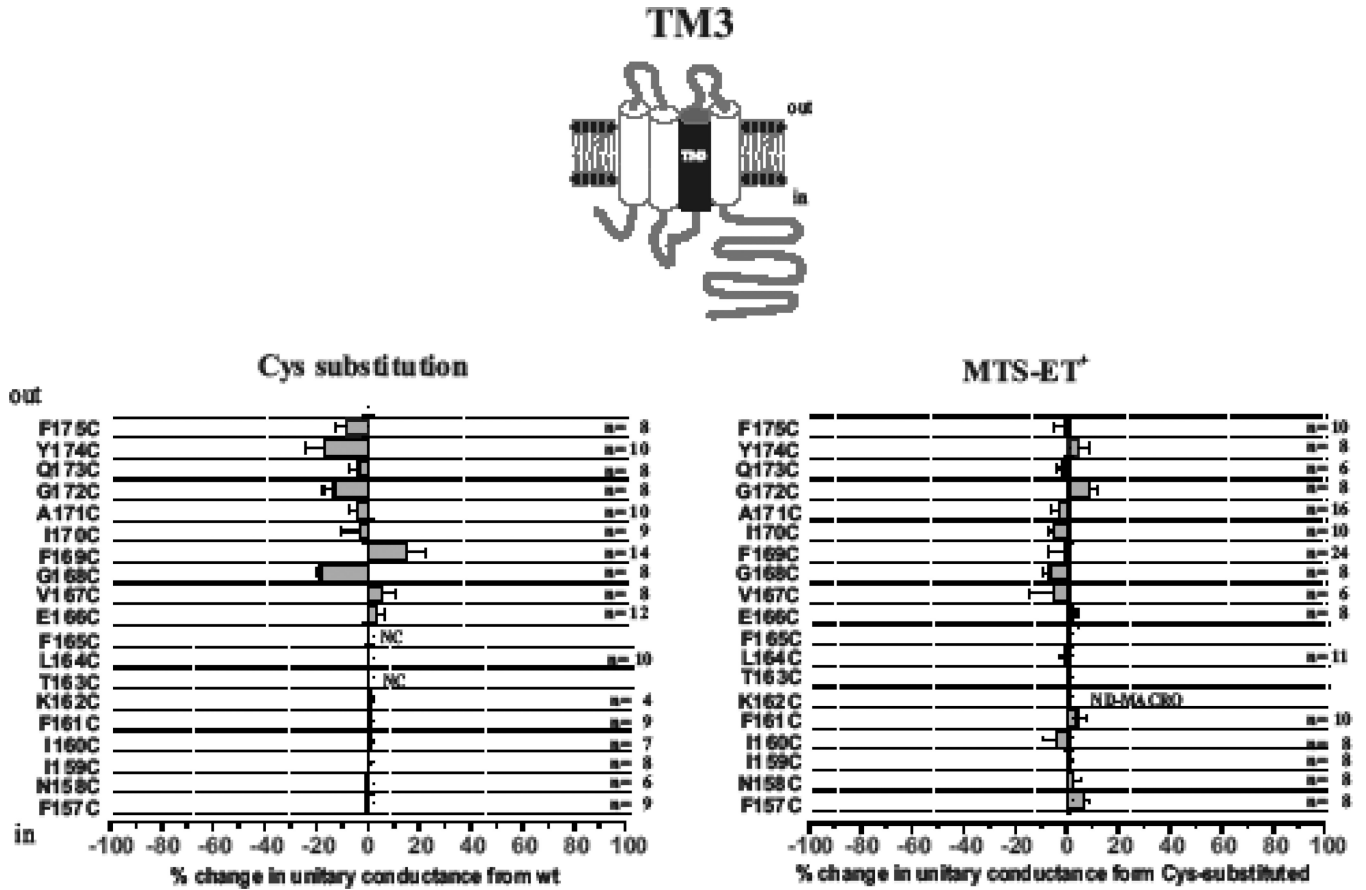 TM3
out
TM3
in
Cys substitution
MTS-ET+
out
F175C n= 8
Y174C n=10
Q173C n= 8
G172C n= 8
A171C n=10
I170C n= 9
F169C n=14
G168C n= 8
V167C n= 8
E166C n=12
F165C NC
L164C n=10
T163C NC
K162C n= 4
F161C n= 9
I160C n= 7
I159C n= 8
N158C n= 6
F157C n= 9
in
-100 -80 -60 -40 -20 0 20 40 60 80 100
% change in unitary conductance from wt
F175C n=10
Y174C n= 8
Q173C n= 6
G172C n= 8
A171C n=16
I170C n=10
F169C n=24
G168C n= 8
V167C n= 6
E166C n= 8
F165C
L164C n=11
T163C
K162C ND-MACRO
F161C n=10
I160C n= 8
I159C n= 8
N158C n= 8
F157C n= 8
-100 -80 -60 -40 -20 0 20 40 60 80 100
% change in unitary conductance form Cys-substituted